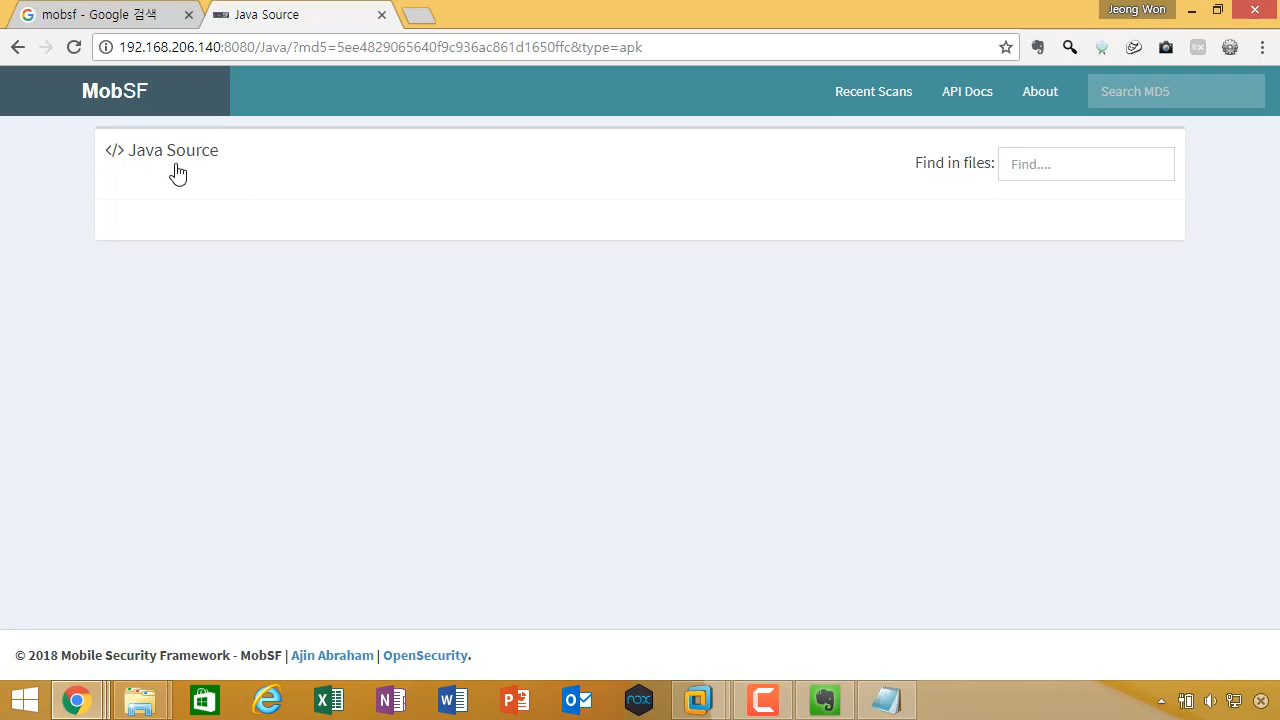 mobsf - Google 검색
Java Source
Jeong Won
192.168.206.140:8080/Java/?md5=5ee4829065640f9c936ac861d1650ffc&type=apk
MobSF
Recent Scans
API Docs
About
Search MD5
</> Java Source
Find in files:
Find....
© 2018 Mobile Security Framework - MobSF | Ajin Abraham | OpenSecurity.
nox